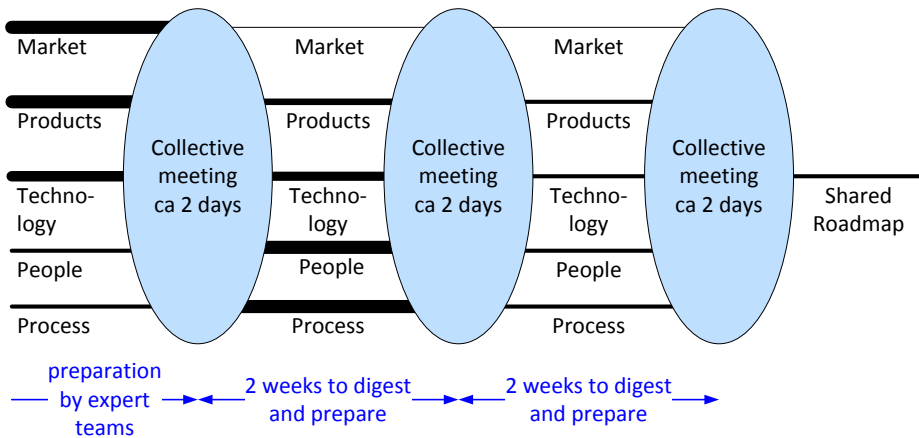 Market
Products
Techno-
logy
People
Process
Collective
meeting
ca 2 days
Market
Products
Techno-
logy
People
Process
Collective
meeting
ca 2 days
Market
Products
Techno-
logy
People
Process
Collective
meeting
ca 2 days
Shared
Roadmap
preparation
by expert
teams
2 weeks to digest
and prepare
2 weeks to digest
and prepare